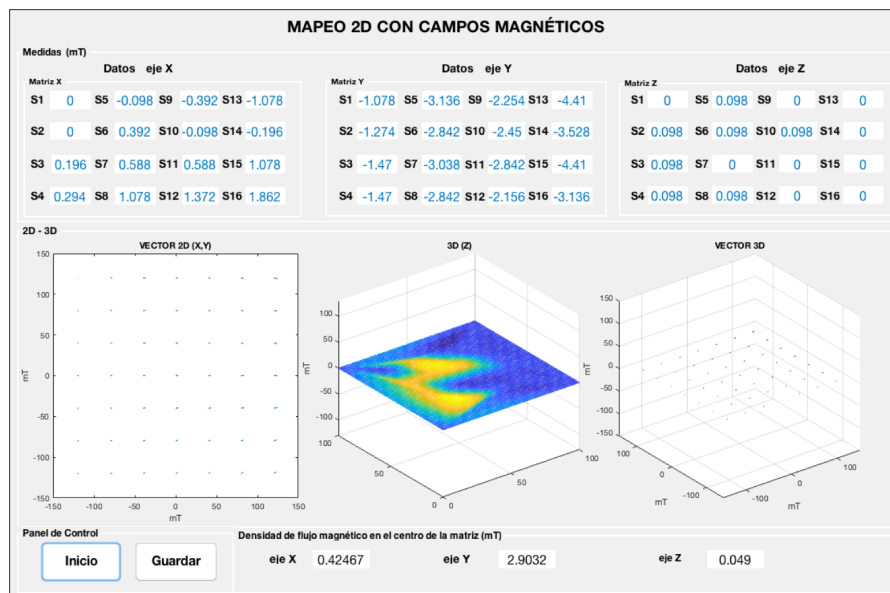 MAPEO 2D CON CAMPOS MAGNÉTICOS
Medidas (mT)
Datos eje X
Datos eje Y
Datos eje Z
Matriz X
S1 0 S5 -0.098 S9 -0.392 S13 -1.078
S2 0 S6 0.392 S10 -0.098 S14 -0.196
S3 0.196 S7 0.588 S11 0.588 S15 1.078
S4 0.294 S8 1.078 S12 1.372 S16 1.862
Matriz Y
S1 -1.078 S5 -3.136 S9 -2.254 S13 -4.41
S2 -1.274 S6 -2.842 S10 -2.45 S14 -3.528
S3 -1.47 S7 -3.038 S11 -2.842 S15 -4.41
S4 -1.47 S8 -2.842 S12 -2.156 S16 -3.136
Matriz Z
S1 0 S5 0.098 S9 0 S13 0
S2 0.098 S6 0.098 S10 0.098 S14 0
S3 0.098 S7 0 S11 0 S15 0
S4 0.098 S8 0.098 S12 0 S16 0
2D - 3D
VECTOR 2D (X,Y)
150
100
50
0
-50
-100
-150
mT
-150 -100 -50 0 50 100 150
mT
3D (Z)
100
50
0
-50
-100
mT
100
50
0
0
50
100
VECTOR 3D
150
100
50
0
-50
-100
-150
mT
100
0
-100
mT
-100
0
100
mT
Panel de Control
Inicio
Guardar
Densidad de flujo magnético en el centro de la matriz (mT)
eje X 0.42467
eje Y 2.9032
eje Z 0.049